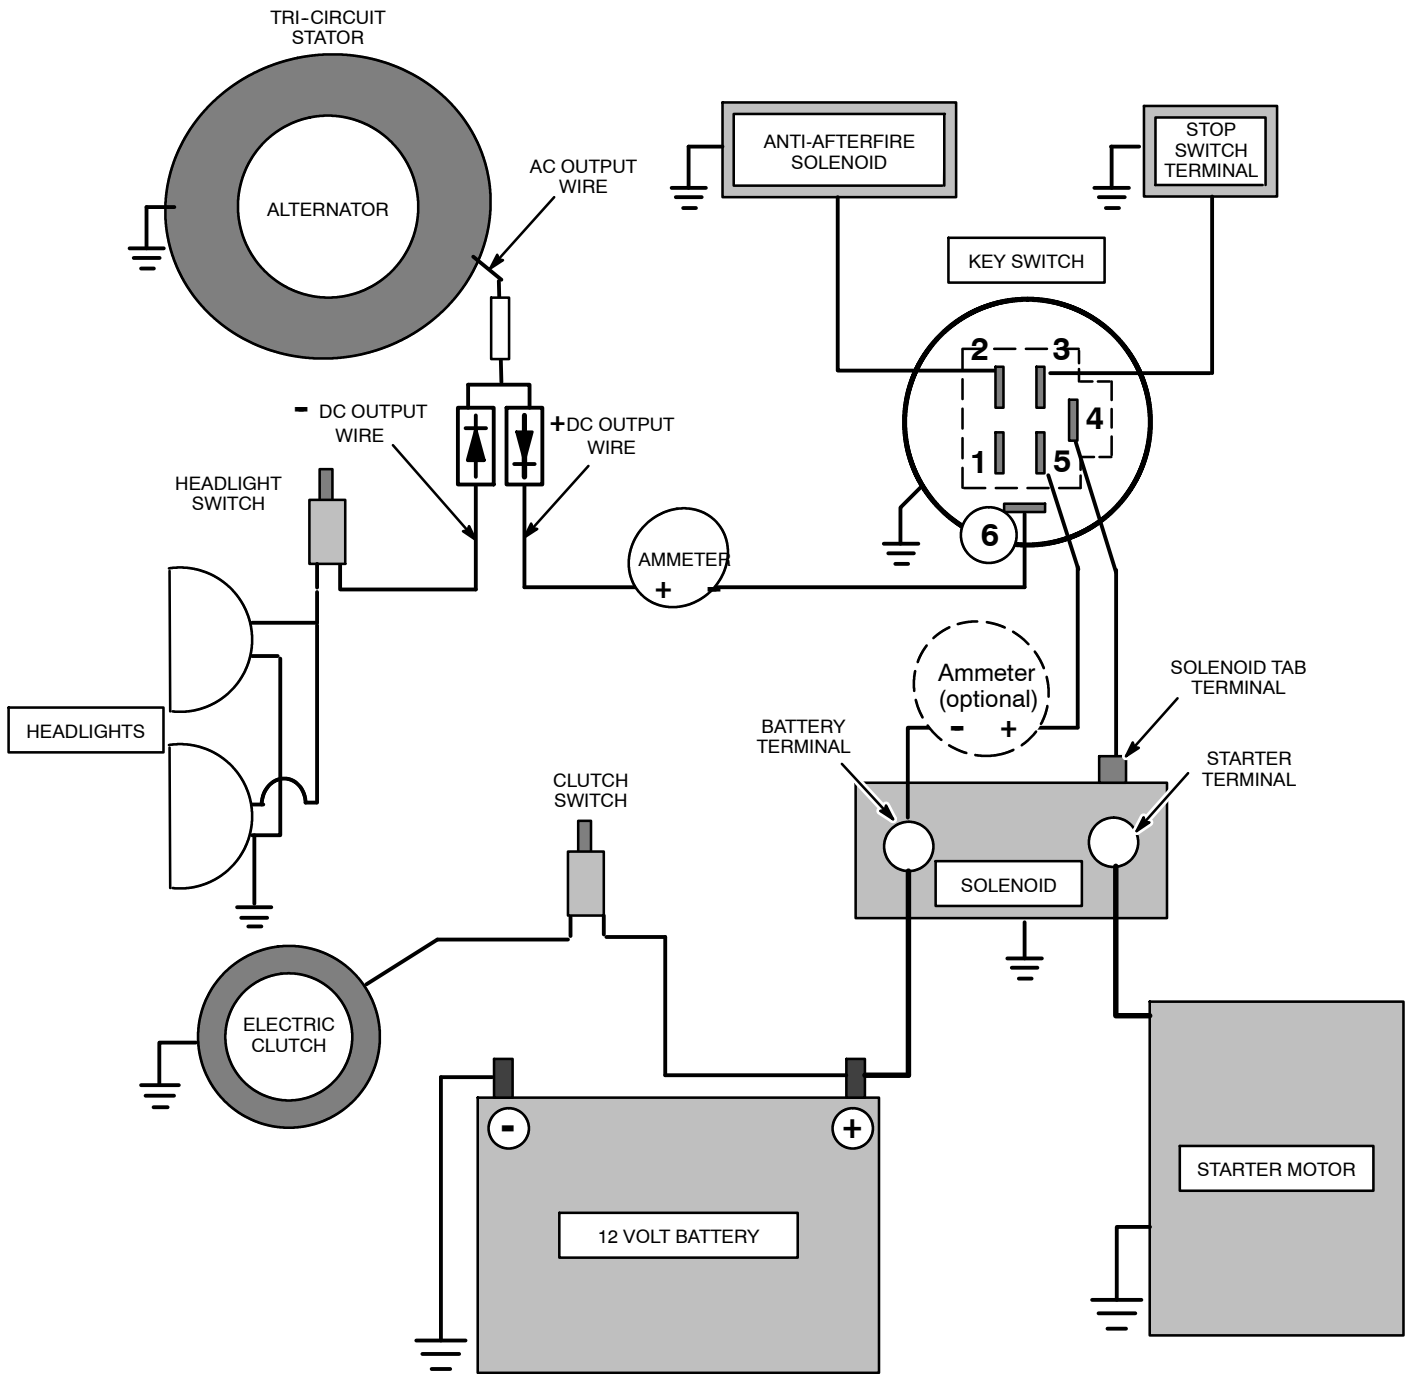 TRI-CIRCUIT
STATOR
ALTERNATOR
AC OUTPUT
WIRE
ANTI-AFTERFIRE
SOLENOID
STOP
SWITCH
TERMINAL
KEY SWITCH
2
3
4
1
5
6
- DC OUTPUT
WIRE
+DC OUTPUT
WIRE
HEADLIGHT
SWITCH
AMMETER
+ -
HEADLIGHTS
Ammeter
(optional)
- +
SOLENOID TAB
TERMINAL
BATTERY
TERMINAL
STARTER
TERMINAL
CLUTCH
SWITCH
SOLENOID
ELECTRIC
CLUTCH
- +
12 VOLT BATTERY
STARTER MOTOR